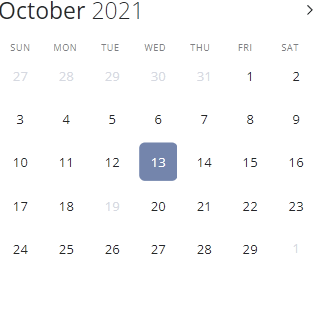 October 2021
SUN MON TUE WED THU FRI SAT
27 28 29 30 31 1 2
3 4 5 6 7 8 9
10 11 12 13 14 15 16
17 18 19 20 21 22 23
24 25 26 27 28 29 1